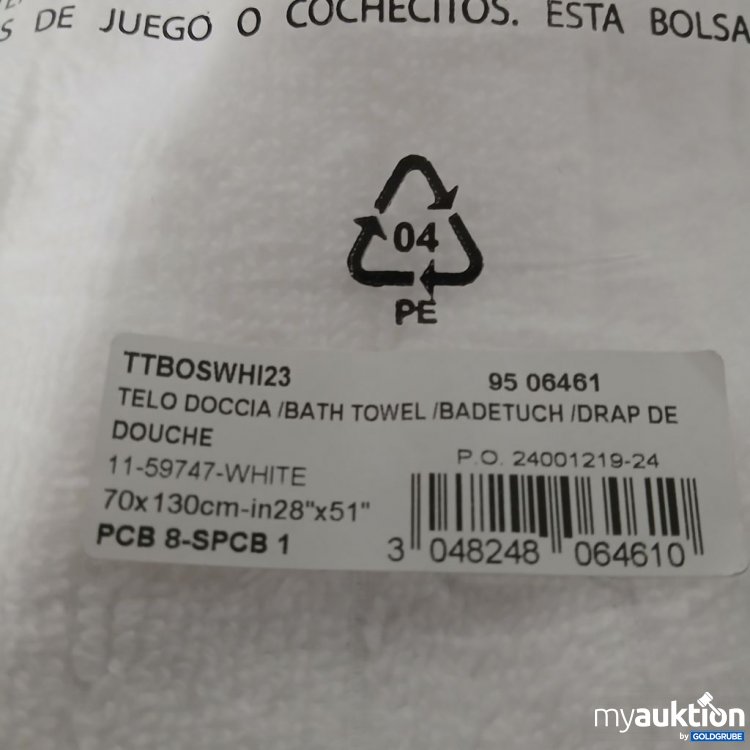 S DE JUEGO O COCHECITOS. ESTA BOLSA
04
PE
TTBOSWHI23 95 06461
TELO DOCCIA /BATH TOWEL /BADETUCH /DRAP DE
DOUCHE
11-59747-WHITE
P.O. 24001219-24
70x130cm-in28"x51"
PCB 8-SPCB 1
3 048248 064610
myauktion
by GOLDGRUBE